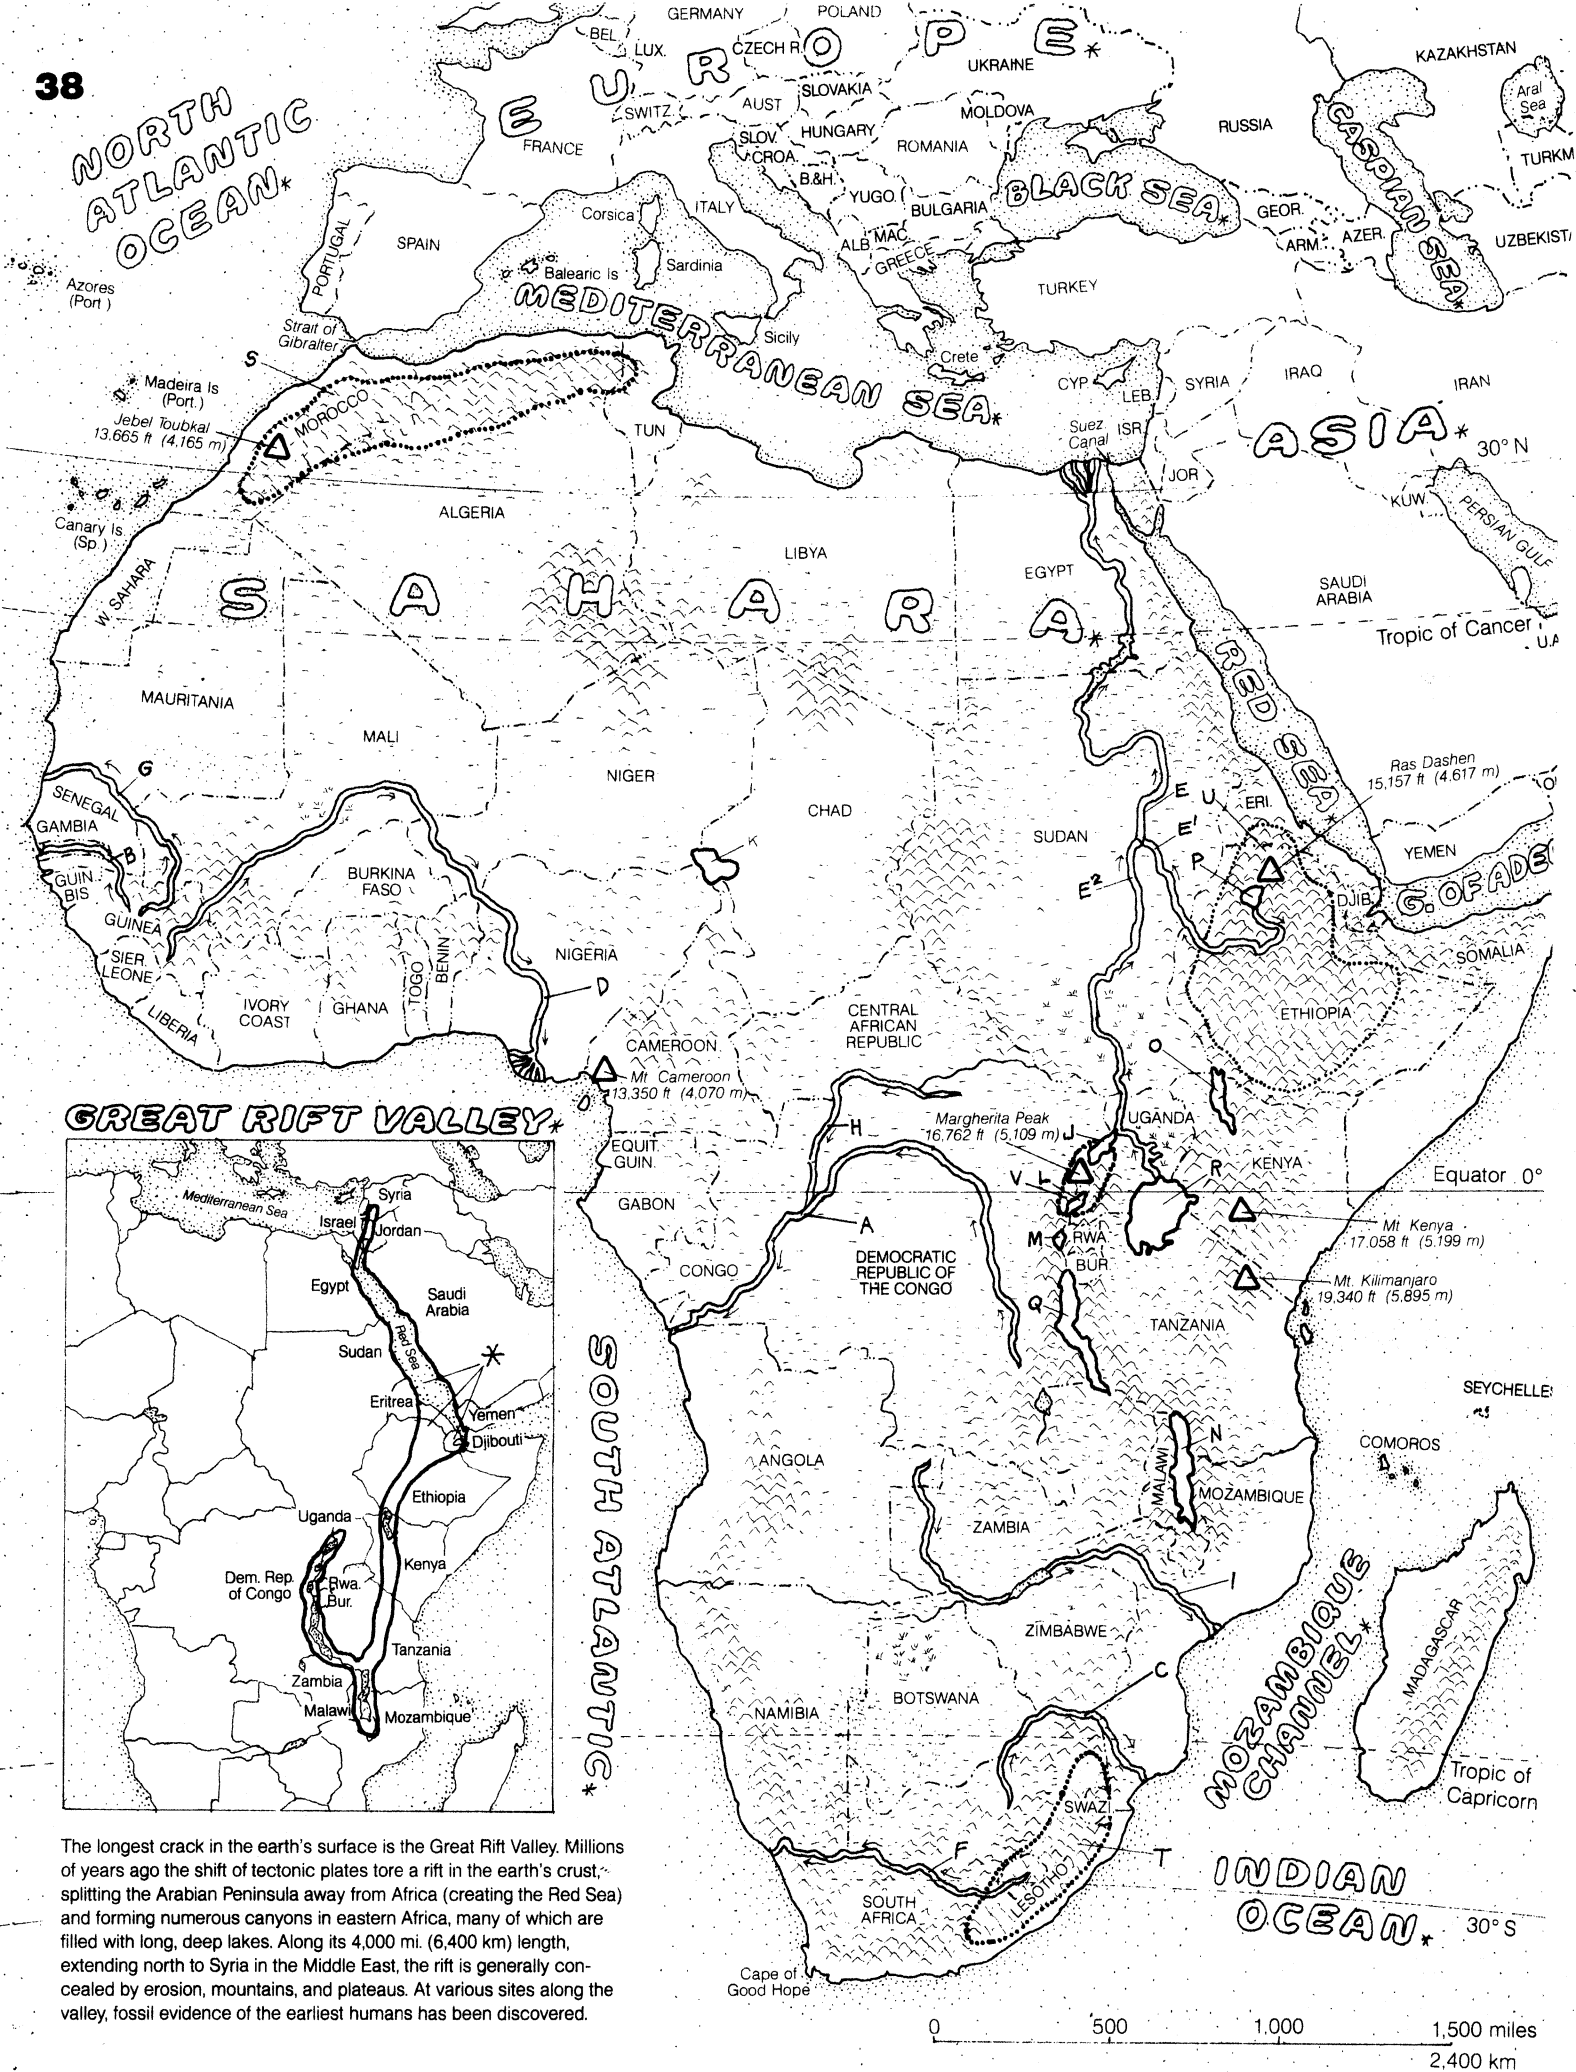 38
NORTH
ATLANTIC
OCEAN*
EUROPE*
GERMANY
POLAND
BEL.
LUX.
CZECH R.
UKRAINE
KAZAKHSTAN
Aral
Sea
SWITZ.
AUST
SLOVAKIA
MOLDOVA
RUSSIA
CASPIAN SEA*
TURKM
FRANCE
SLOV.
HUNGARY
ROMANIA
CROA.
B.&H.
YUGO.
BULGARIA
BLACK SEA*
GEOR.
ARM.
AZER.
UZBEKIST
PORTUGAL
SPAIN
Corsica
ITALY
ALB.
MAC.
GREECE
TURKEY
Azores
(Port.)
Balearic Is
Sardinia
MEDITERRANEAN SEA*
Strait of
Gibralter
Sicily
Crete
CYP.
LEB.
SYRIA
IRAQ
IRAN
S
Madeira Is
(Port.)
Jebel Toubkal
13,665 ft (4,165 m)
MOROCCO
TUN
Suez
Canal
ISR.
JOR
ASIA*
30° N
KUW.
PERSIAN GULF
Canary Is.
(Sp.)
ALGERIA
LIBYA
EGYPT
SAUDI
ARABIA
W. SAHARA
SAHARA*
Tropic of Cancer
U.A
RED SEA*
MAURITANIA
MALI
NIGER
CHAD
SUDAN
G
SENEGAL
GAMBIA
B
GUIN.
BIS
GUINEA
SIER.
LEONE
LIBERIA
IVORY
COAST
GHANA
TOGO
BENIN
BURKINA
FASO
K
NIGERIA
D
E
U
ERI.
E¹
P
E²
Ras Dashen
15,157 ft (4,617 m)
YEMEN
G. OF ADE
DJIB.
SOMALIA
ETHIOPIA
O
CENTRAL
AFRICAN
REPUBLIC
CAMEROON
Mt Cameroon
13,350 ft (4,070 m)
GREAT RIFT VALLEY*
EQUIT.
GUIN.
GABON
CONGO
H
Margherita Peak
16,762 ft (5,109 m)
J
UGANDA
V
L
R
KENYA
Equator 0°
A
DEMOCRATIC
REPUBLIC OF
THE CONGO
M
RWA
BUR.
Q
Mt Kenya
17,058 ft (5,199 m)
Mt. Kilimanjaro
19,340 ft (5,895 m)
TANZANIA
SEYCHELLES
Mediterranean Sea
Syria
Israel
Jordan
Egypt
Saudi
Arabia
Red Sea
Sudan
*
Eritrea
Yemen
Djibouti
Ethiopia
Uganda
Kenya
Dem. Rep.
of Congo
Rwa.
Bur.
Tanzania
Zambia
Malawi
Mozambique
SOUTH ATLANTIC*
ANGOLA
ZAMBIA
MALAWI
N
MOZAMBIQUE
COMOROS
I
ZIMBABWE
C
BOTSWANA
NAMIBIA
MOZAMBIQUE
CHANNEL*
MADAGASCAR
Tropic of
Capricorn
SWAZI.
F
T
LESOTHO
SOUTH
AFRICA
INDIAN
OCEAN*
30° S
Cape of
Good Hope
The longest crack in the earth's surface is the Great Rift Valley. Millions
of years ago the shift of tectonic plates tore a rift in the earth's crust,
splitting the Arabian Peninsula away from Africa (creating the Red Sea)
and forming numerous canyons in eastern Africa, many of which are
filled with long, deep lakes. Along its 4,000 mi. (6,400 km) length,
extending north to Syria in the Middle East, the rift is generally con-
cealed by erosion, mountains, and plateaus. At various sites along the
valley, fossil evidence of the earliest humans has been discovered.
0 500 1,000 1,500 miles
2,400 km